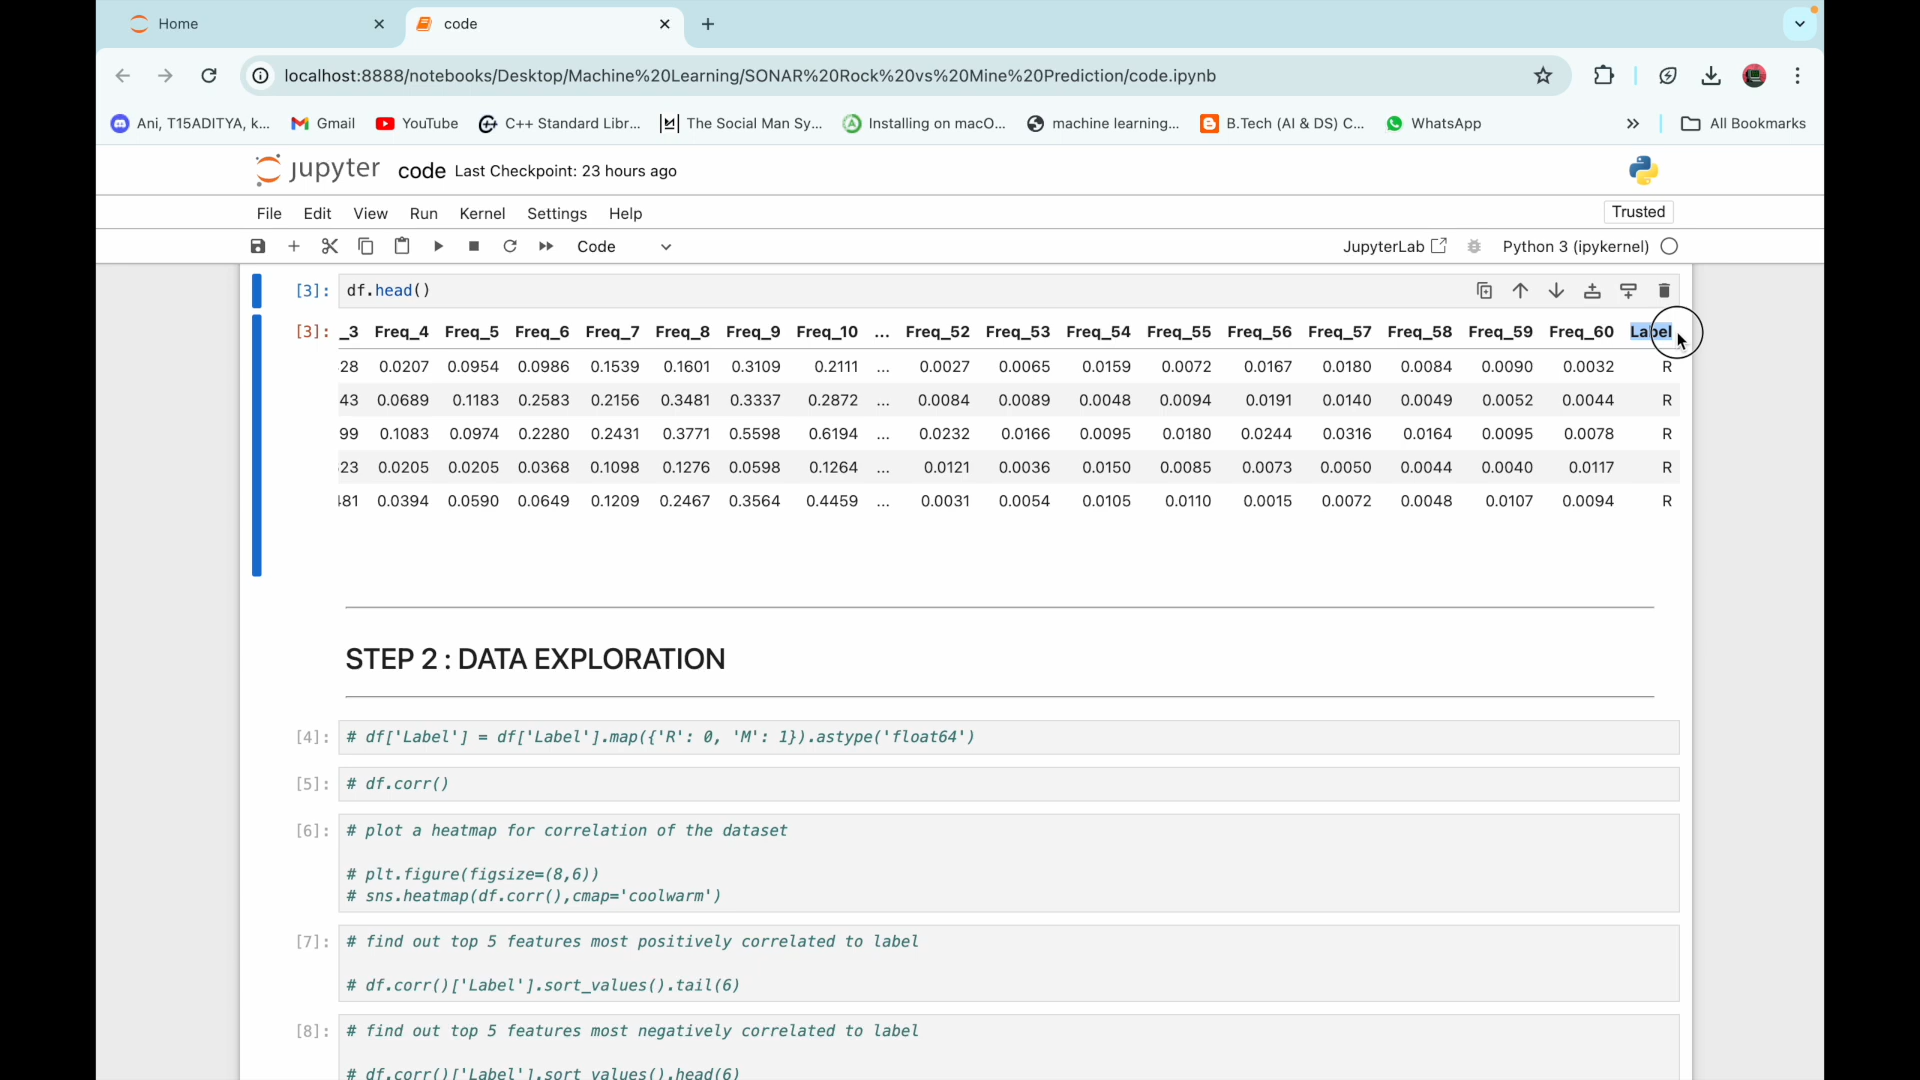 Home
code
localhost:8888/notebooks/Desktop/Machine%20Learning/SONAR%20Rock%20vs%20Mine%20Prediction/code.ipynb
Ani, T15ADITYA, k... Gmail YouTube C++ Standard Libr... The Social Man Sy... Installing on macO... machine learning... B.Tech (AI & DS) C... WhatsApp » All Bookmarks
jupyter code Last Checkpoint: 23 hours ago
File Edit View Run Kernel Settings Help Trusted
Code JupyterLab Python 3 (ipykernel)
[3]: df.head()
[3]: _3 Freq_4 Freq_5 Freq_6 Freq_7 Freq_8 Freq_9 Freq_10 ... Freq_52 Freq_53 Freq_54 Freq_55 Freq_56 Freq_57 Freq_58 Freq_59 Freq_60 Label
28 0.0207 0.0954 0.0986 0.1539 0.1601 0.3109 0.2111 ... 0.0027 0.0065 0.0159 0.0072 0.0167 0.0180 0.0084 0.0090 0.0032 R
43 0.0689 0.1183 0.2583 0.2156 0.3481 0.3337 0.2872 ... 0.0084 0.0089 0.0048 0.0094 0.0191 0.0140 0.0049 0.0052 0.0044 R
99 0.1083 0.0974 0.2280 0.2431 0.3771 0.5598 0.6194 ... 0.0232 0.0166 0.0095 0.0180 0.0244 0.0316 0.0164 0.0095 0.0078 R
23 0.0205 0.0205 0.0368 0.1098 0.1276 0.0598 0.1264 ... 0.0121 0.0036 0.0150 0.0085 0.0073 0.0050 0.0044 0.0040 0.0117 R
81 0.0394 0.0590 0.0649 0.1209 0.2467 0.3564 0.4459 ... 0.0031 0.0054 0.0105 0.0110 0.0015 0.0072 0.0048 0.0107 0.0094 R
STEP 2 : DATA EXPLORATION
[4]: # df['Label'] = df['Label'].map({'R': 0, 'M': 1}).astype('float64')
[5]: # df.corr()
[6]: # plot a heatmap for correlation of the dataset
# plt.figure(figsize=(8,6))
# sns.heatmap(df.corr(),cmap='coolwarm')
[7]: # find out top 5 features most positively correlated to label
# df.corr()['Label'].sort_values().tail(6)
[8]: # find out top 5 features most negatively correlated to label
# df.corr()['Label'].sort_values().head(6)